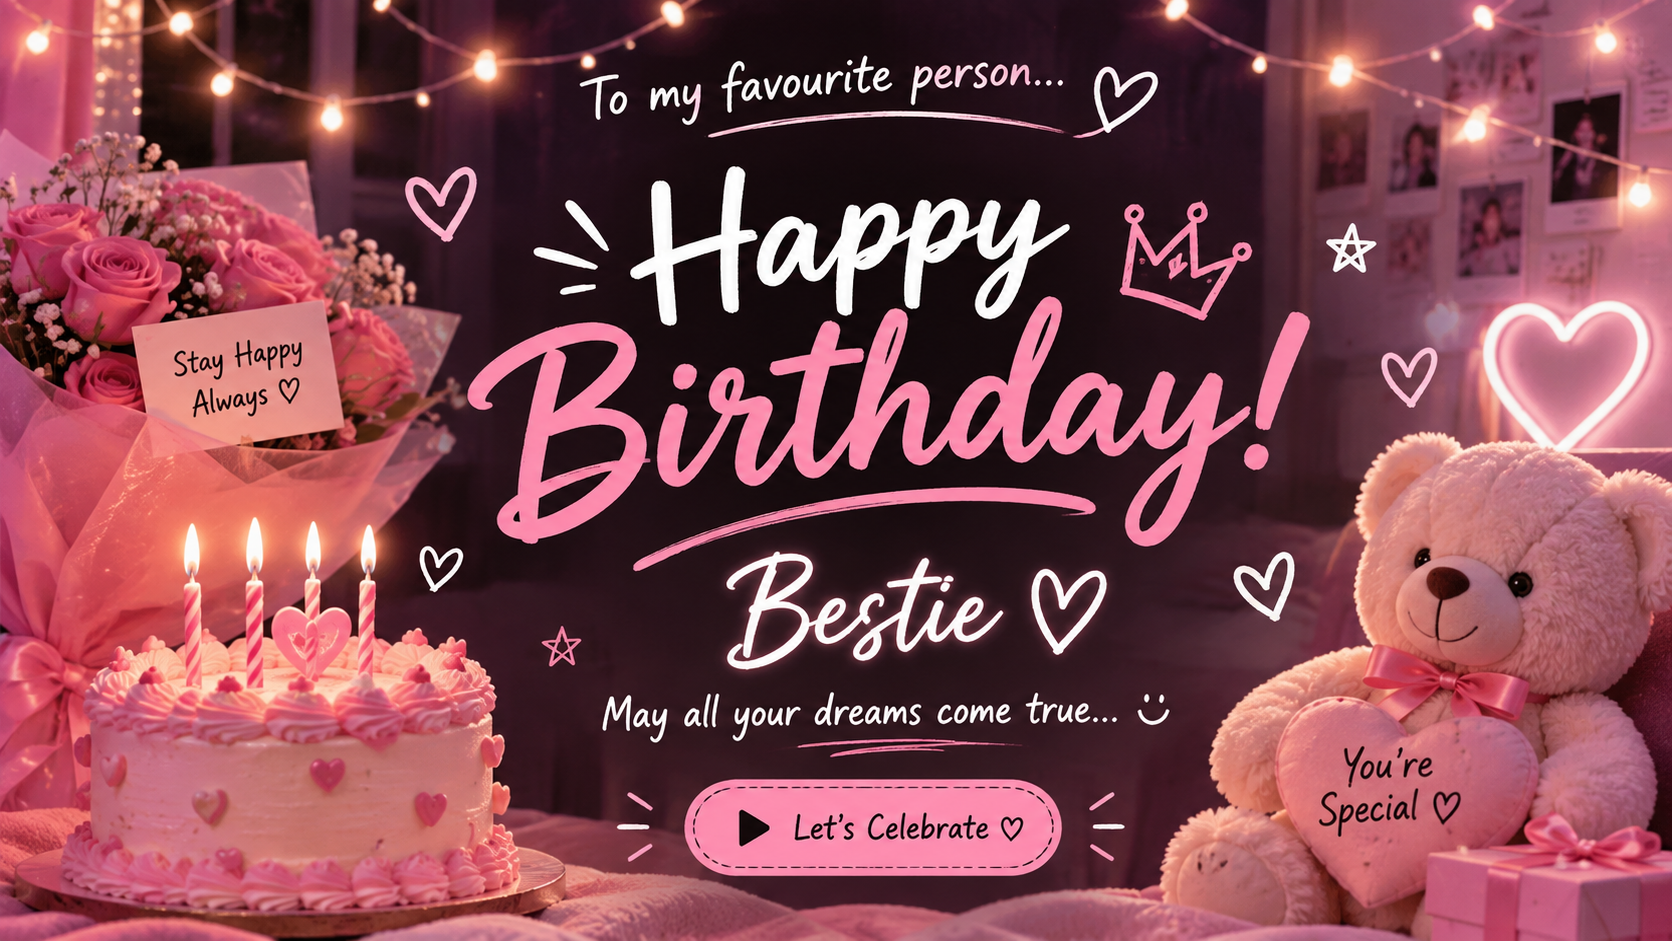 To my favourite person...
Happy
Birthday!
Bestie
May all your dreams come true...
Let's Celebrate
Stay Happy
Always
You're
Special